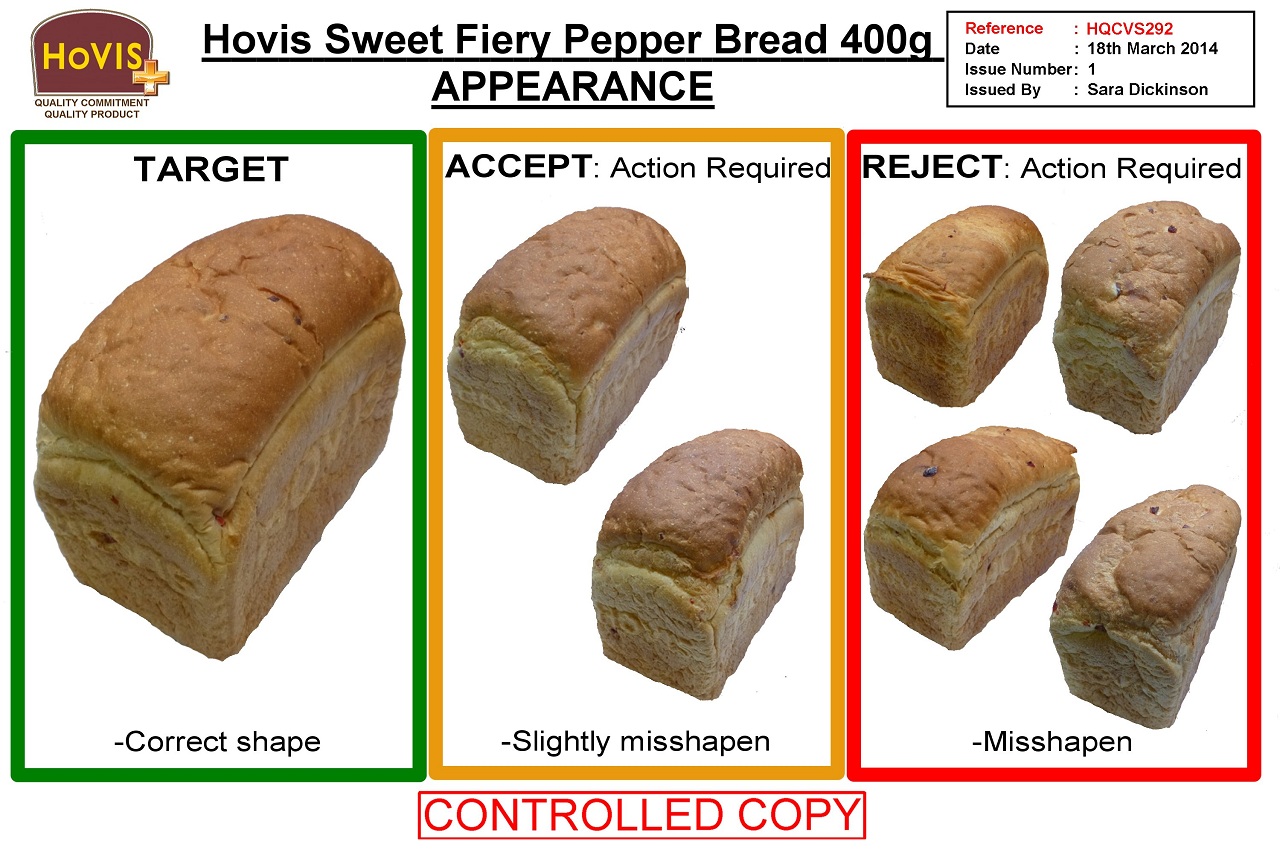 HOVIS
QUALITY COMMITMENT
QUALITY PRODUCT
Hovis Sweet Fiery Pepper Bread 400g
APPEARANCE
Reference : HQCVS292
Date : 18th March 2014
Issue Number: 1
Issued By : Sara Dickinson
TARGET
-Correct shape
ACCEPT: Action Required
-Slightly misshapen
REJECT: Action Required
-Misshapen
CONTROLLED COPY